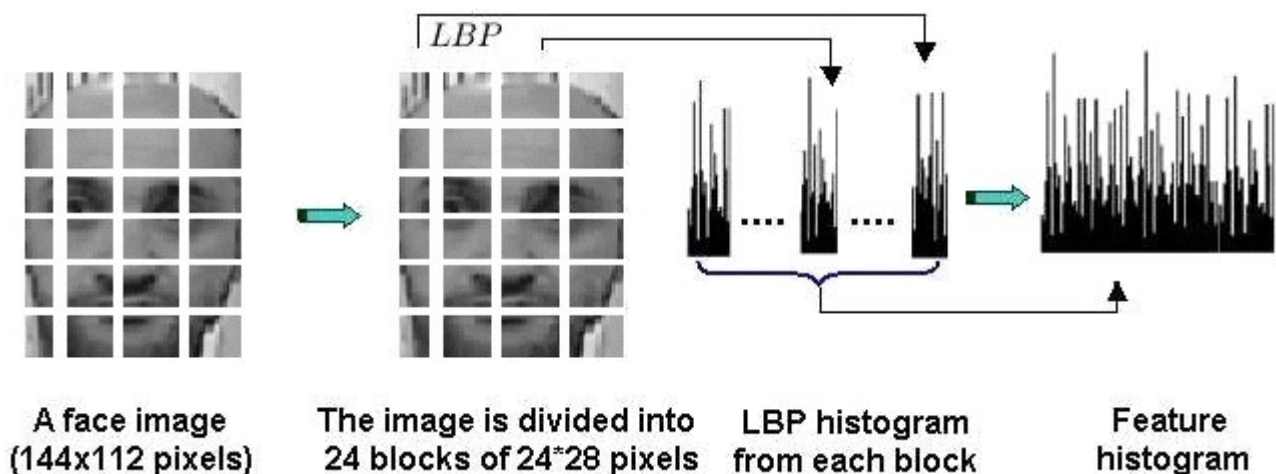 LBP
A face image
(144x112 pixels)
The image is divided into
24 blocks of 24*28 pixels
LBP histogram
from each block
Feature
histogram